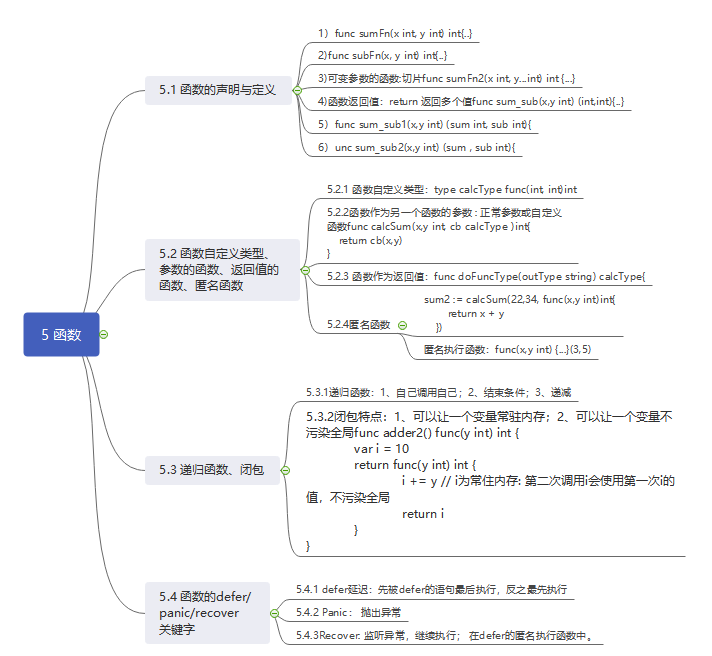 5 函数
5.1 函数的声明与定义
1）func sumFn(x int, y int) int{..}
2)func subFn(x, y int) int{..}
3)可变参数的函数:切片func sumFn2(x int, y...int) int {...}
4)函数返回值：return 返回多个值func sum_sub(x,y int) (int,int){..}
5）func sum_sub1(x,y int) (sum int, sub int){
6）unc sum_sub2(x,y int) (sum , sub int){
5.2 函数自定义类型、
参数的函数、返回值的
函数、匿名函数
5.2.1 函数自定义类型：type calcType func(int, int)int
5.2.2函数作为另一个函数的参数 : 正常参数或自定义
函数func calcSum(x,y int, cb calcType )int{
return cb(x,y)
}
5.2.3 函数作为返回值：func doFuncType(outType string) calcType{
5.2.4匿名函数
sum2 := calcSum(22,34, func(x,y int)int{
return x + y
})
匿名执行函数：func(x,y int) {...}(3,5)
5.3 递归函数、闭包
5.3.1递归函数：1、自己调用自己；2、结束条件；3、递减
5.3.2闭包特点：1、可以让一个变量常驻内存；2、可以让一个变量不
污染全局func adder2() func(y int) int {
var i = 10
return func(y int) int {
i += y // i为常住内存: 第二次调用i会使用第一次i的
值，不污染全局
return i
}
}
5.4 函数的defer/
panic/recover
关键字
5.4.1 defer延迟：先被defer的语句最后执行，反之最先执行
5.4.2 Panic： 抛出异常
5.4.3Recover: 监听异常，继续执行； 在defer的匿名执行函数中。